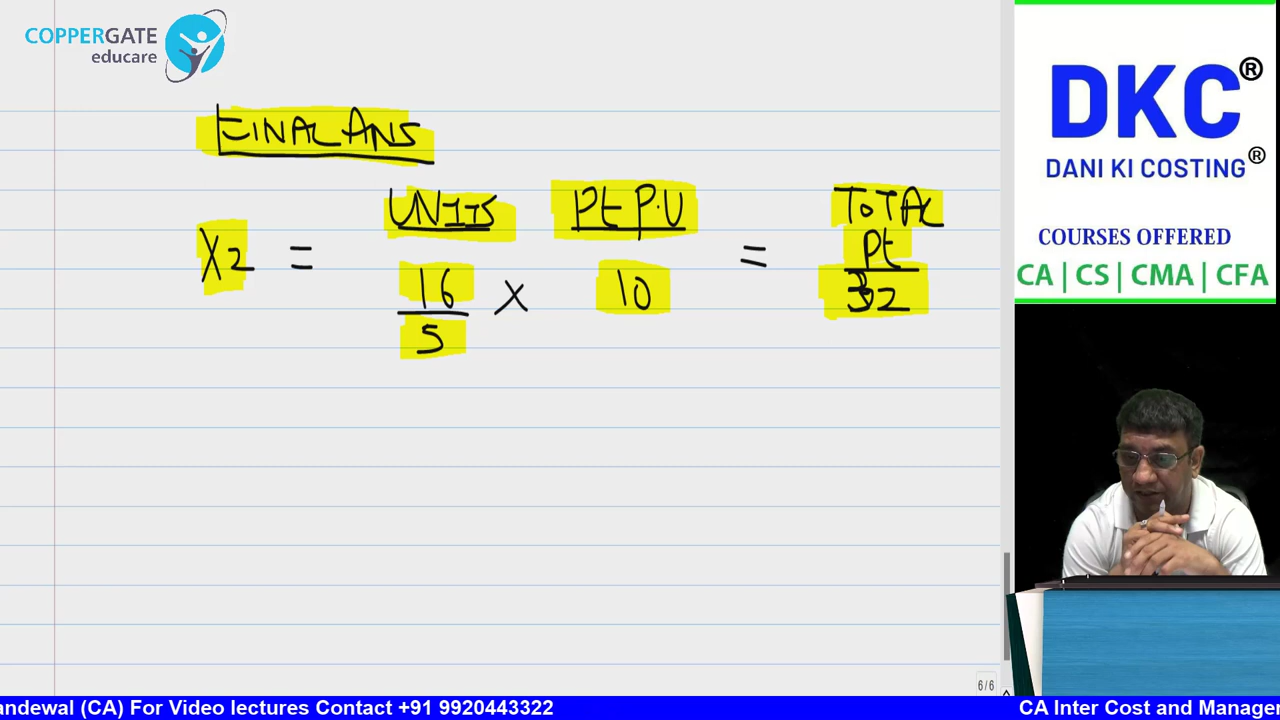 COPPERGATE
educare
FINAL ANS
UNITS Pt P.U TOTAL
Pt
X2 = 16/5 X 10 = 32
6/6
DKC®
DANI KI COSTING®
COURSES OFFERED
CA | CS | CMA | CFA
andewal (CA) For Video lectures Contact +91 9920443322
CA Inter Cost and Manager